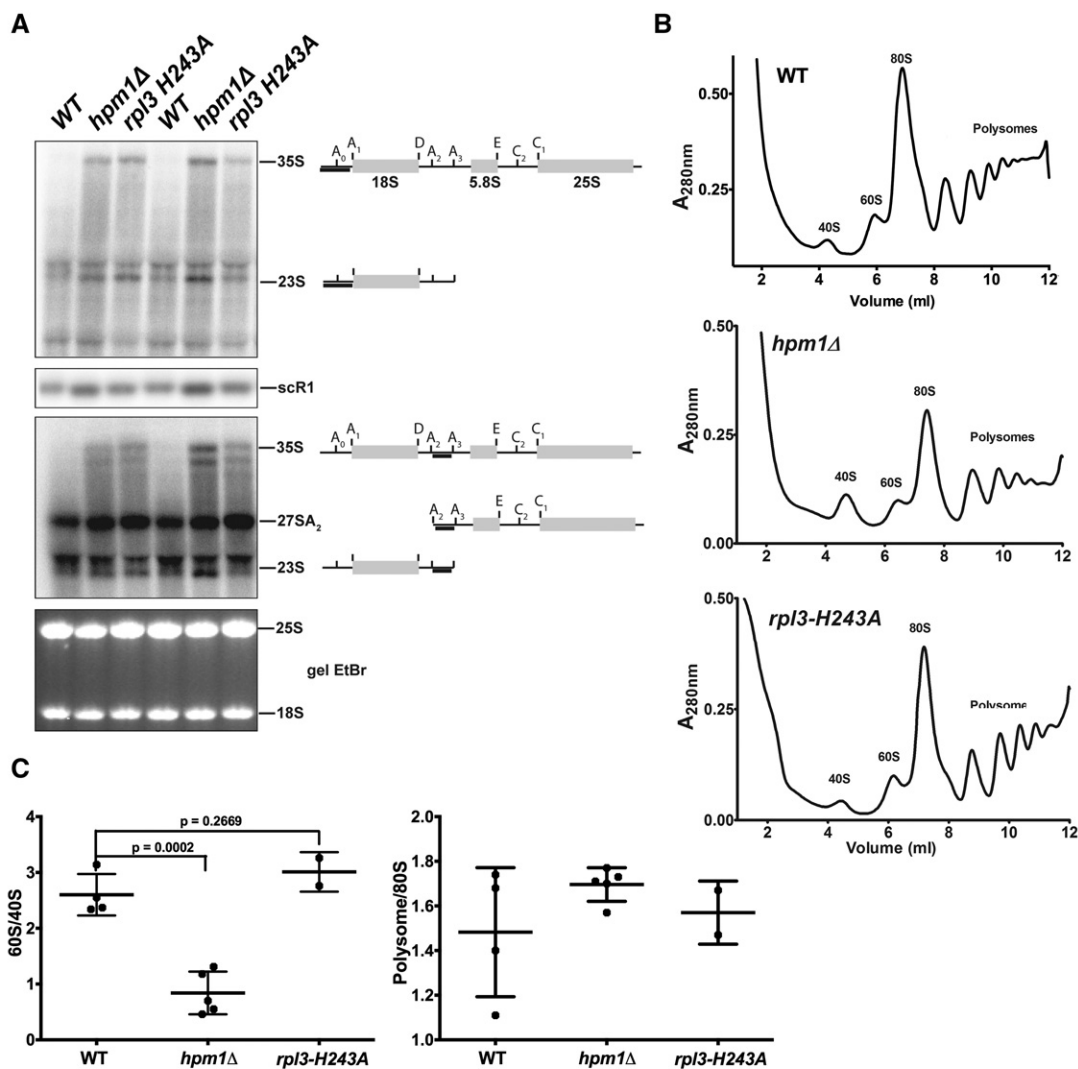 A
WT hpm1Δ rpl3 H243A WT hpm1Δ rpl3 H243A
35S
A0 A1 D A2 A3 E C2 C1
18S 5.8S 25S
23S
scR1
35S
A0 A1 D A2 A3 E C2 C1
27SA2
A2 A3 E C2 C1
23S
25S
gel EtBr
18S
B
WT
80S
0.50
Polysomes
A280nm
0.25
60S
40S
2 4 6 8 10 12
Volume (ml)
0.50
hpm1Δ
80S
A280nm
0.25
Polysomes
40S
60S
0.00
2 4 6 8 10 12
Volume (ml)
0.50
rpl3-H243A
80S
A280nm
0.25
Polysome
60S
40S
0.00
2 4 6 8 10 12
Volume (ml)
C
4
p = 0.2669
p = 0.0002
3
60S/40S
2
1
0
WT hpm1Δ rpl3-H243A
2.0
1.8
Polysome/80S
1.6
1.4
1.2
1.0
WT hpm1Δ rpl3-H243A